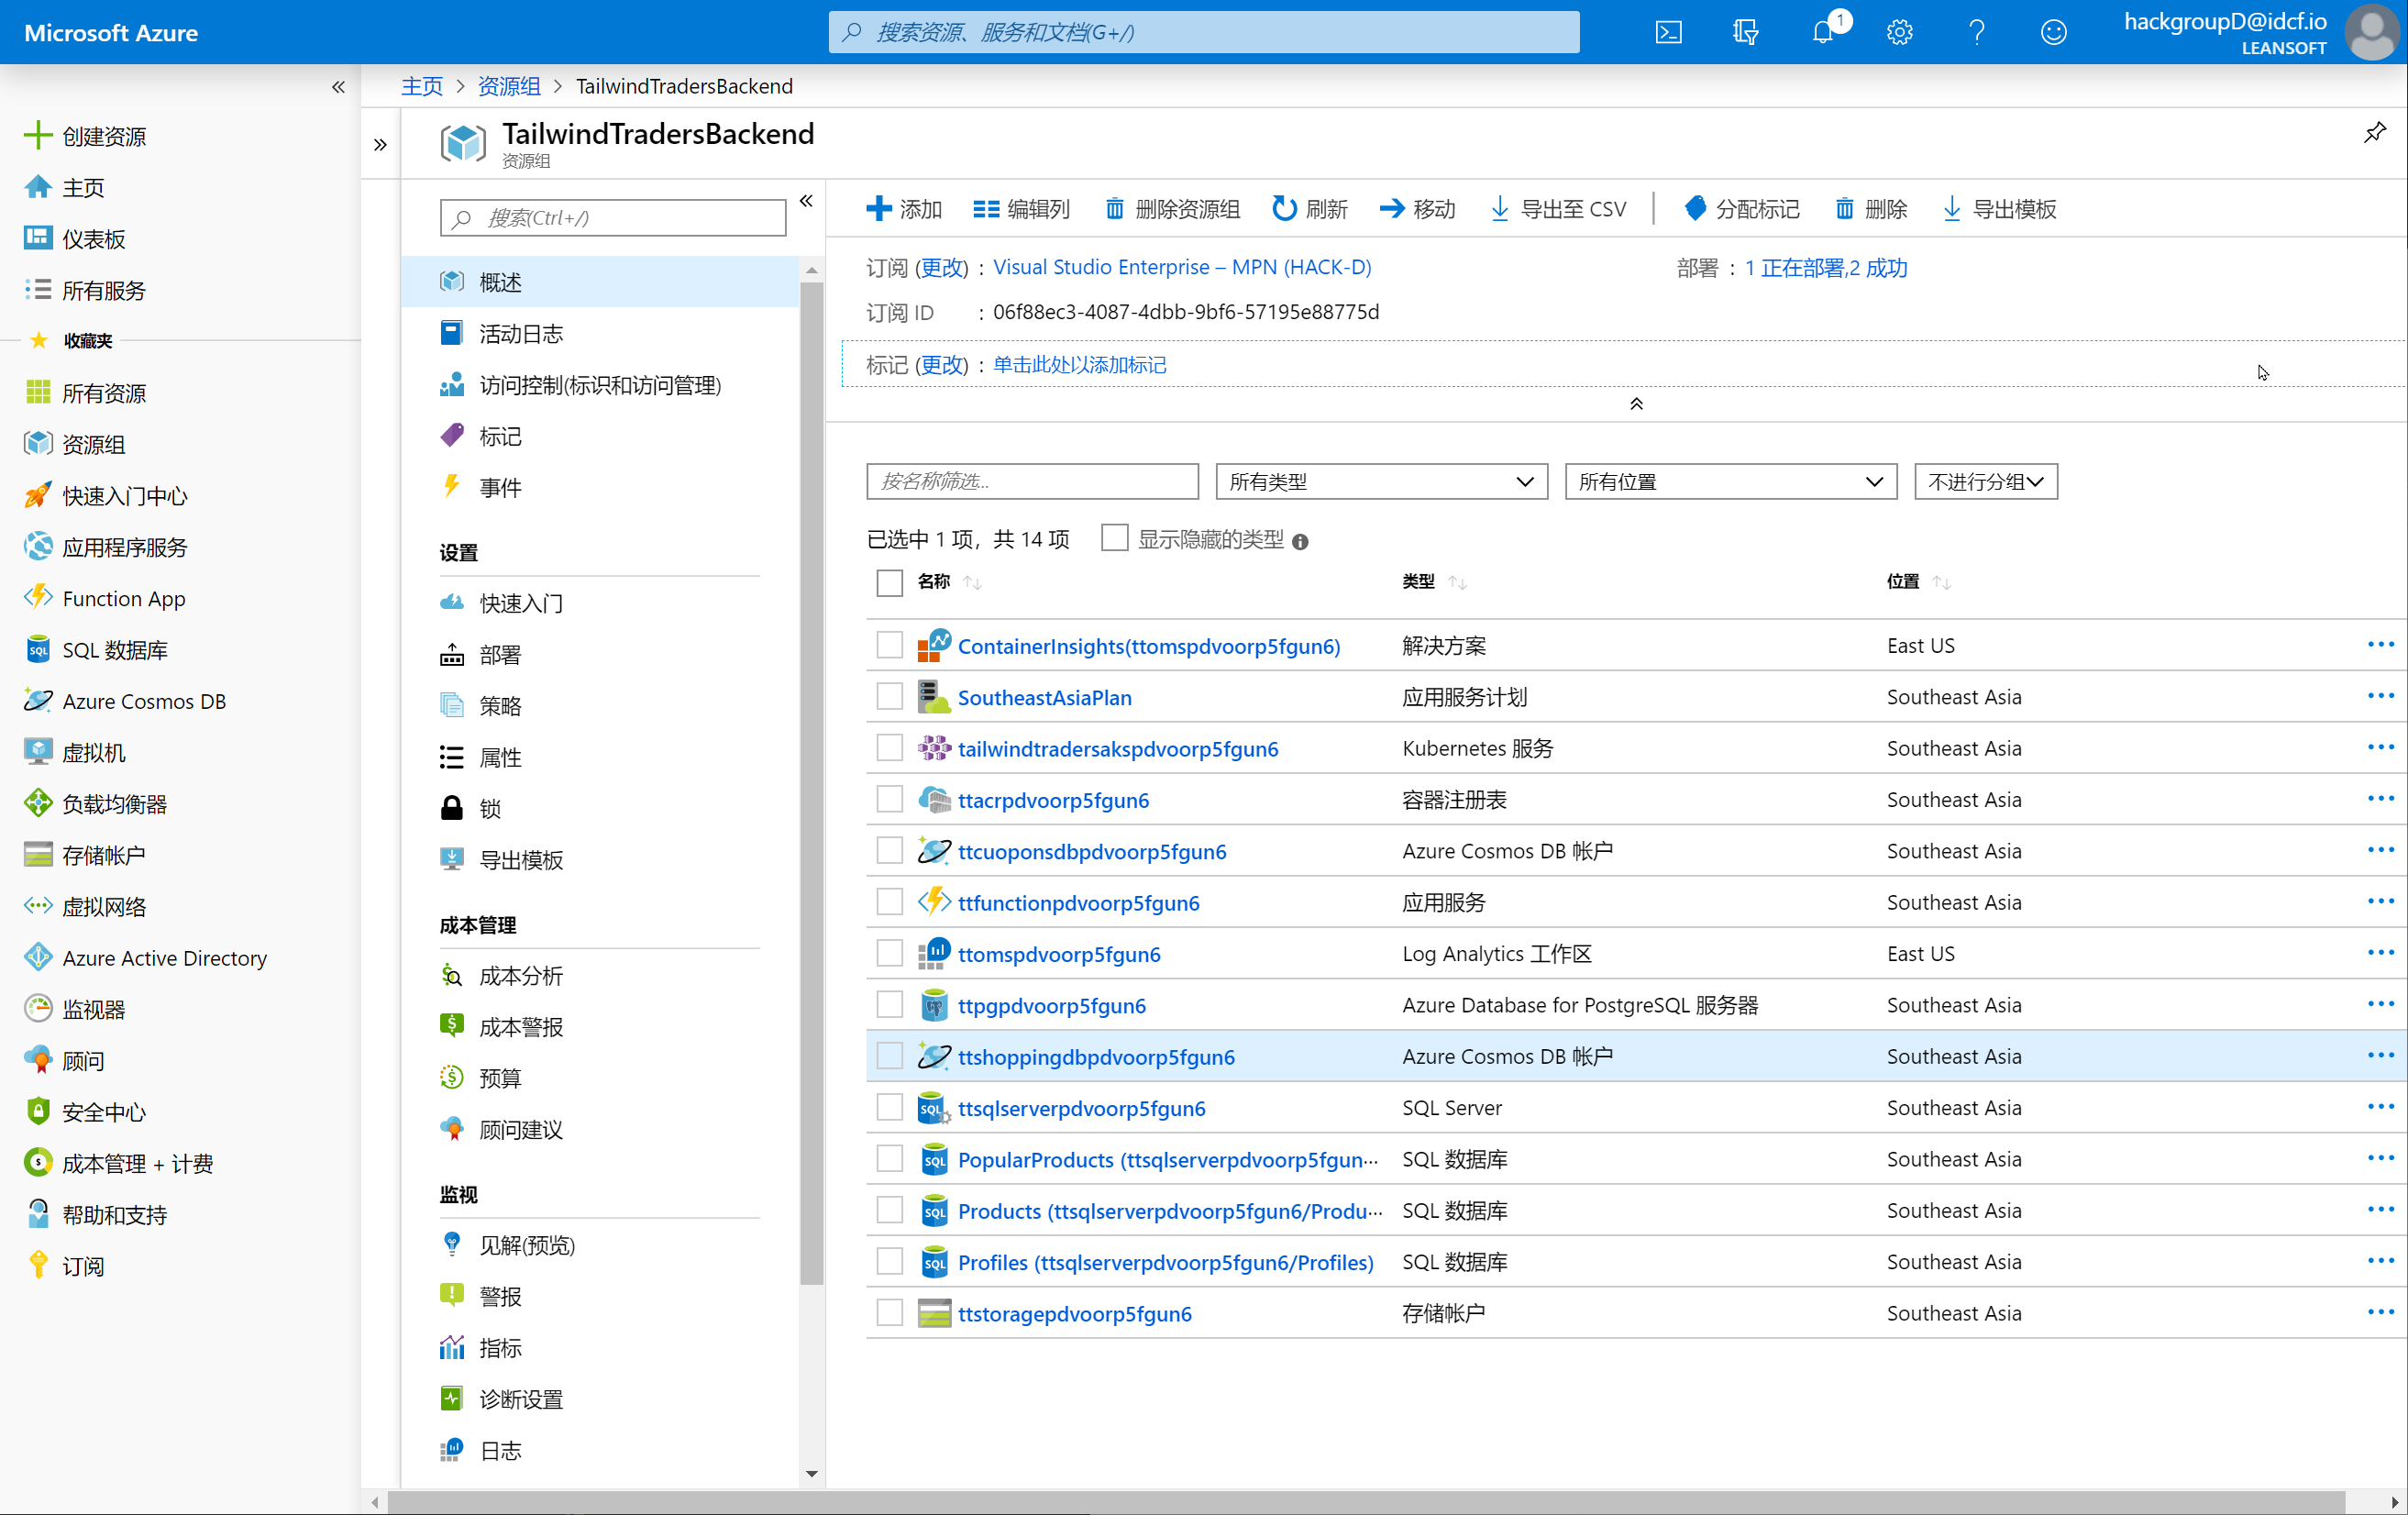 Microsoft Azure
搜索资源、服务和文档(G+/)
1
hackgroupD@idcf.io
LEANSOFT
创建资源
主页
仪表板
所有服务
收藏夹
所有资源
资源组
快速入门中心
应用程序服务
Function App
SQL 数据库
Azure Cosmos DB
虚拟机
负载均衡器
存储帐户
虚拟网络
Azure Active Directory
监视器
顾问
安全中心
成本管理 + 计费
帮助和支持
订阅
主页 > 资源组 > TailwindTradersBackend
TailwindTradersBackend
资源组
搜索(Ctrl+/)
概述
活动日志
访问控制(标识和访问管理)
标记
事件
设置
快速入门
部署
策略
属性
锁
导出模板
成本管理
成本分析
成本警报
预算
顾问建议
监视
见解(预览)
警报
指标
诊断设置
日志
添加 编辑列 删除资源组 刷新 移动 导出至 CSV 分配标记 删除 导出模板
订阅 (更改) : Visual Studio Enterprise – MPN (HACK-D) 部署 : 1 正在部署,2 成功
订阅 ID : 06f88ec3-4087-4dbb-9bf6-57195e88775d
标记 (更改) : 单击此处以添加标记
按名称筛选... 所有类型 所有位置 不进行分组
已选中 1 项，共 14 项 显示隐藏的类型
名称 类型 位置
ContainerInsights(ttomspdvoorp5fgun6) 解决方案 East US
SoutheastAsiaPlan 应用服务计划 Southeast Asia
tailwindtradersakspdvoorp5fgun6 Kubernetes 服务 Southeast Asia
ttacrpdvoorp5fgun6 容器注册表 Southeast Asia
ttcuoponsdbpdvoorp5fgun6 Azure Cosmos DB 帐户 Southeast Asia
ttfunctionpdvoorp5fgun6 应用服务 Southeast Asia
ttomspdvoorp5fgun6 Log Analytics 工作区 East US
ttpgpdvoorp5fgun6 Azure Database for PostgreSQL 服务器 Southeast Asia
ttshoppingdbpdvoorp5fgun6 Azure Cosmos DB 帐户 Southeast Asia
ttsqlserverpdvoorp5fgun6 SQL Server Southeast Asia
PopularProducts (ttsqlserverpdvoorp5fgun··· SQL 数据库 Southeast Asia
Products (ttsqlserverpdvoorp5fgun6/Produ··· SQL 数据库 Southeast Asia
Profiles (ttsqlserverpdvoorp5fgun6/Profiles) SQL 数据库 Southeast Asia
ttstoragepdvoorp5fgun6 存储帐户 Southeast Asia